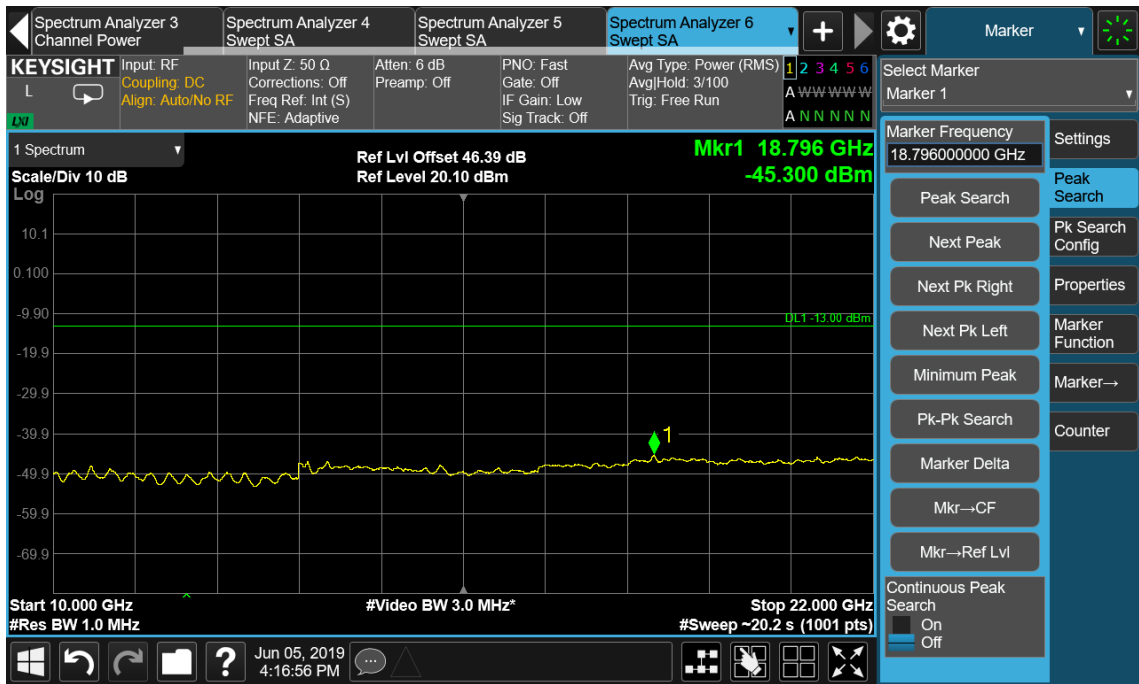 Spectrum Analyzer 3
Channel Power
Spectrum Analyzer 4
Swept SA
Spectrum Analyzer 5
Swept SA
Spectrum Analyzer 6
Swept SA
Marker
KEYSIGHT
L
LXI
Input: RF
Coupling: DC
Align: Auto/No RF
Input Z: 50 Ω
Corrections: Off
Freq Ref: Int (S)
NFE: Adaptive
Atten: 6 dB
Preamp: Off
PNO: Fast
Gate: Off
IF Gain: Low
Sig Track: Off
Avg Type: Power (RMS)
Avg|Hold: 3/100
Trig: Free Run
1 2 3 4 5 6
A W W W W W
A N N N N N
1 Spectrum
Scale/Div 10 dB
Log
Ref Lvl Offset 46.39 dB
Ref Level 20.10 dBm
Mkr1 18.796 GHz
-45.300 dBm
10.1
0.100
-9.90
-19.9
-29.9
-39.9
-49.9
-59.9
-69.9
DL1 -13.00 dBm
1
Start 10.000 GHz
#Res BW 1.0 MHz
#Video BW 3.0 MHz*
Stop 22.000 GHz
#Sweep ~20.2 s (1001 pts)
Select Marker
Marker 1
Marker Frequency
18.796000000 GHz
Peak Search
Next Peak
Next Pk Right
Next Pk Left
Minimum Peak
Pk-Pk Search
Marker Delta
Mkr→CF
Mkr→Ref Lvl
Continuous Peak
Search
On
Off
Settings
Peak
Search
Pk Search
Config
Properties
Marker
Function
Marker→
Counter
?
Jun 05, 2019
4:16:56 PM